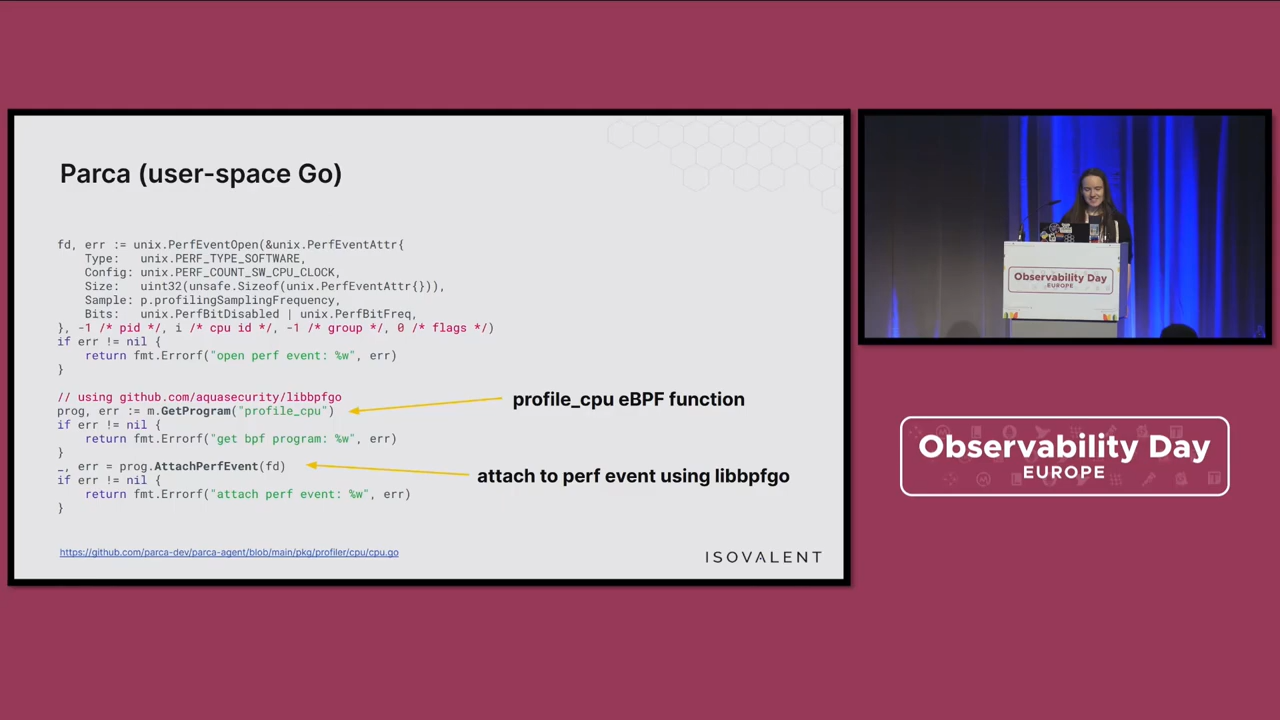 Parca (user-space Go)
fd, err := unix.PerfEventOpen(&unix.PerfEventAttr{
    Type:   unix.PERF_TYPE_SOFTWARE,
    Config: unix.PERF_COUNT_SW_CPU_CLOCK,
    Size:   uint32(unsafe.Sizeof(unix.PerfEventAttr{})),
    Sample: p.profilingSamplingFrequency,
    Bits:   unix.PerfBitDisabled | unix.PerfBitFreq,
}, -1 /* pid */, i /* cpu id */, -1 /* group */, 0 /* flags */)
if err != nil {
    return fmt.Errorf("open perf event: %w", err)
}
// using github.com/aquasecurity/libbpfgo
prog, err := m.GetProgram("profile_cpu")
if err != nil {
    return fmt.Errorf("get bpf program: %w", err)
}
_, err = prog.AttachPerfEvent(fd)
if err != nil {
    return fmt.Errorf("attach perf event: %w", err)
}
profile_cpu eBPF function
attach to perf event using libbpfgo
https://github.com/parca-dev/parca-agent/blob/main/pkg/profiler/cpu/cpu.go
ISOVALENT
Observability Day
EUROPE
Observability Day
EUROPE